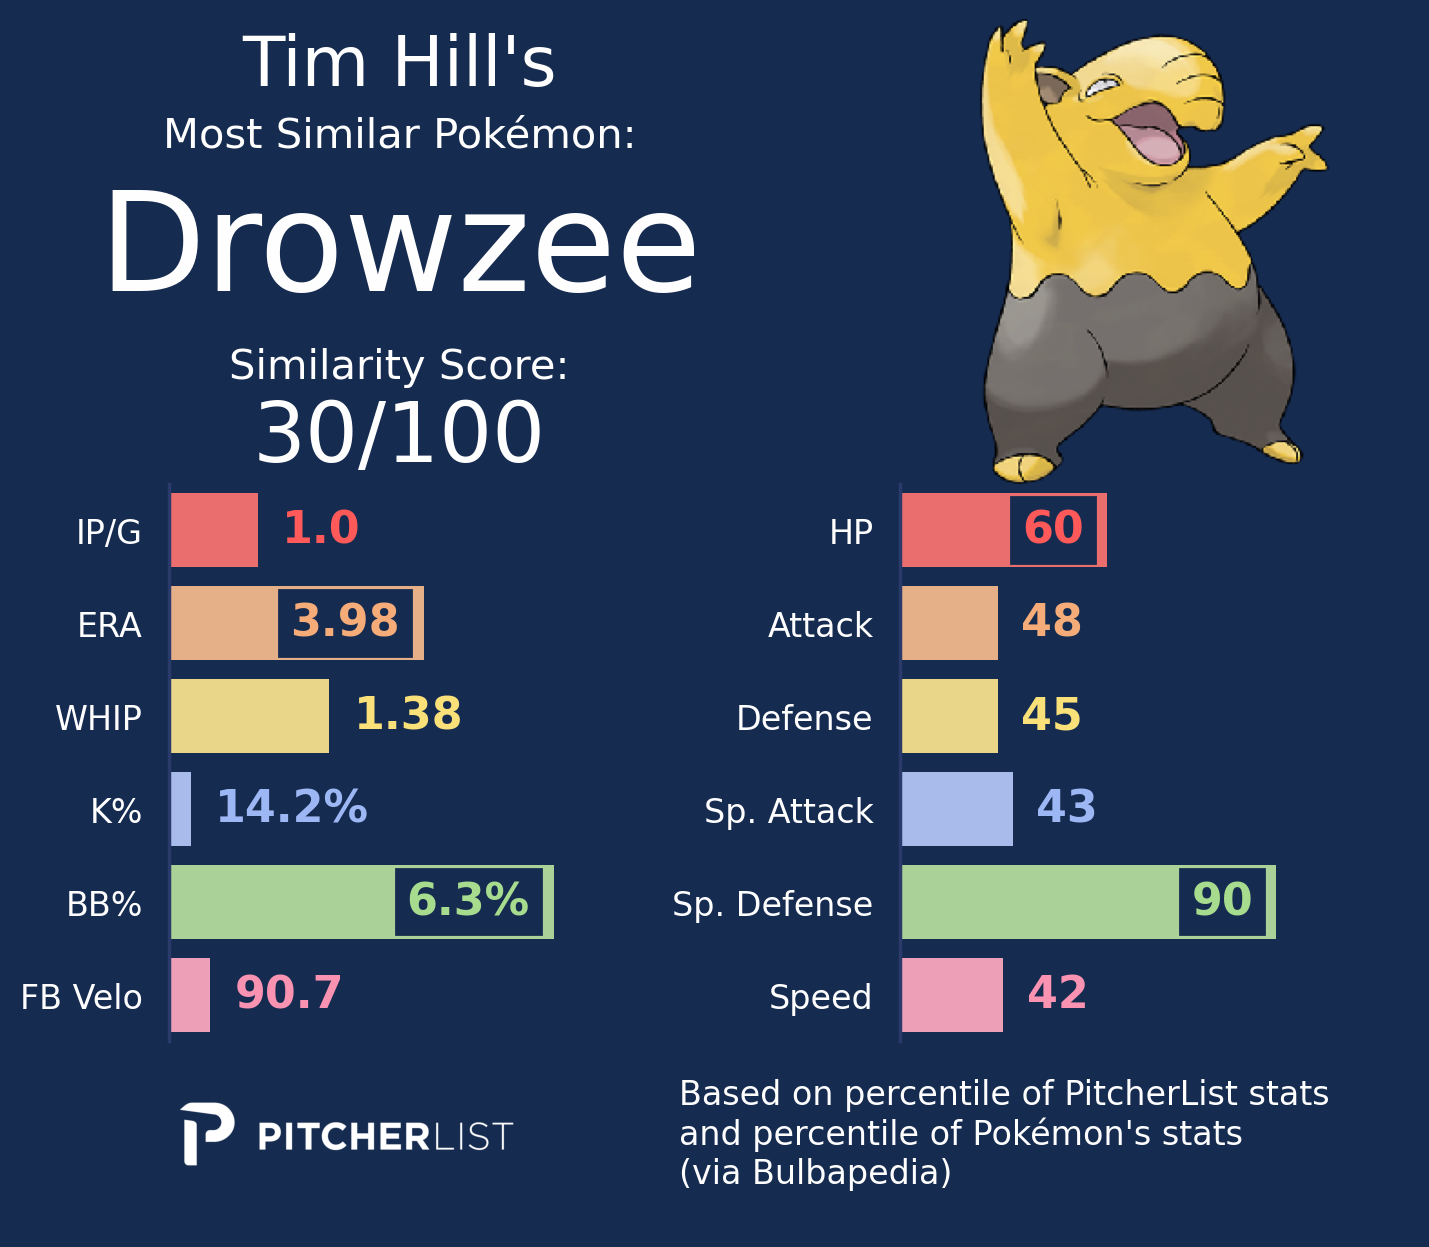 Tim Hill's
Most Similar Pokémon:
Drowzee
Similarity Score:
30/100
IP/G 1.0
ERA 3.98
WHIP 1.38
K% 14.2%
BB% 6.3%
FB Velo 90.7
HP 60
Attack 48
Defense 45
Sp. Attack 43
Sp. Defense 90
Speed 42
PITCHERLIST
Based on percentile of PitcherList stats
and percentile of Pokémon's stats
(via Bulbapedia)